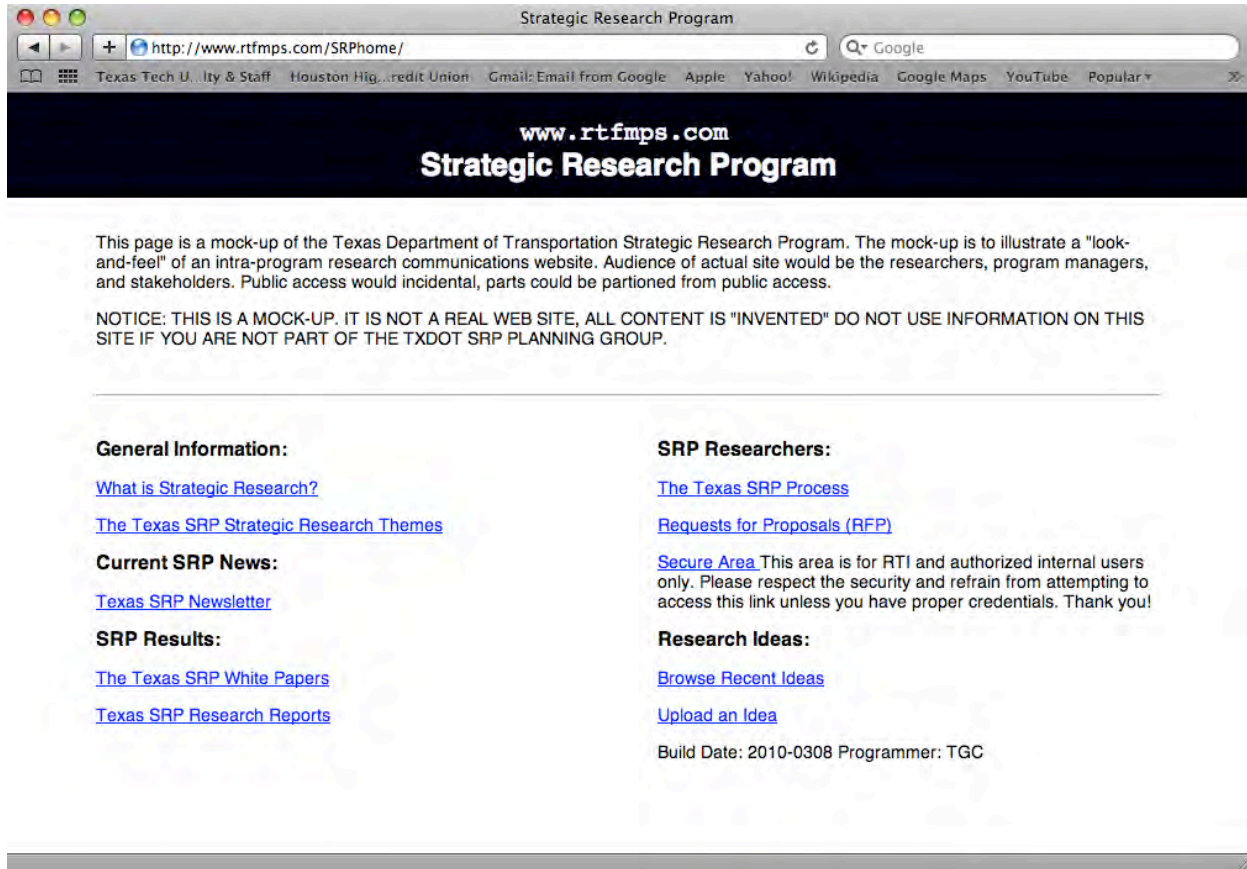 Strategic Research Program
http://www.rtfmps.com/SRPhome/
Google
Texas Tech U...lty & Staff Houston Hig...redit Union Gmail: Email from Google Apple Yahoo! Wikipedia Google Maps YouTube Popular
www.rtfmps.com
Strategic Research Program
This page is a mock-up of the Texas Department of Transportation Strategic Research Program. The mock-up is to illustrate a "look-
and-feel" of an intra-program research communications website. Audience of actual site would be the researchers, program managers,
and stakeholders. Public access would incidental, parts could be partioned from public access.
NOTICE: THIS IS A MOCK-UP. IT IS NOT A REAL WEB SITE, ALL CONTENT IS "INVENTED" DO NOT USE INFORMATION ON THIS
SITE IF YOU ARE NOT PART OF THE TXDOT SRP PLANNING GROUP.
General Information:
What is Strategic Research?
The Texas SRP Strategic Research Themes
Current SRP News:
Texas SRP Newsletter
SRP Results:
The Texas SRP White Papers
Texas SRP Research Reports
SRP Researchers:
The Texas SRP Process
Requests for Proposals (RFP)
Secure Area This area is for RTI and authorized internal users
only. Please respect the security and refrain from attempting to
access this link unless you have proper credentials. Thank you!
Research Ideas:
Browse Recent Ideas
Upload an Idea
Build Date: 2010-0308 Programmer: TGC